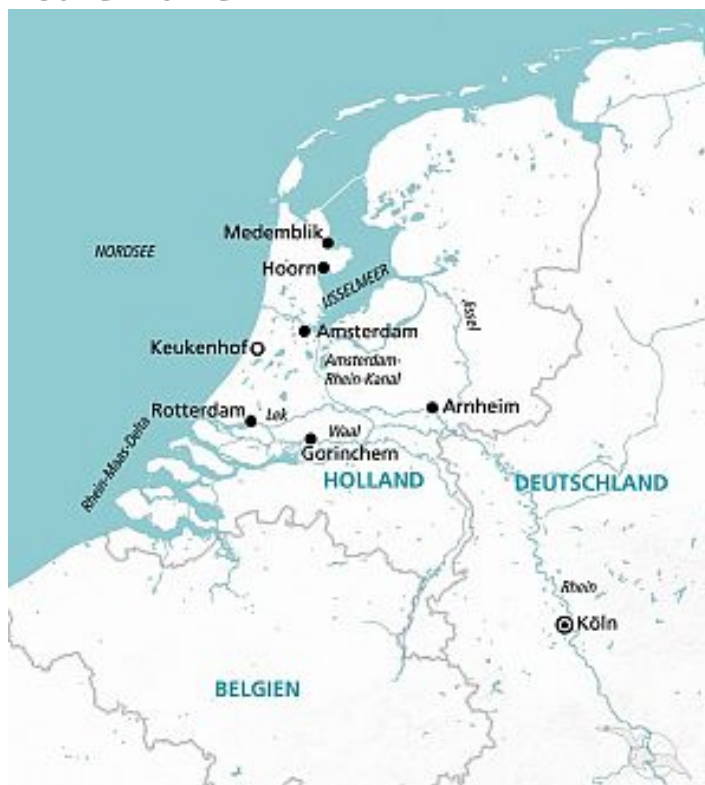 Medemblik
NORDSEE
Hoorn
IJSSELMEER
Ijssel
Amsterdam
Keukenhof
Amsterdam-
Rhein-Kanal
Arnheim
Rotterdam
Lek
Waal
Rhein-Maas-Delta
Gorinchem
HOLLAND
DEUTSCHLAND
Rhein
Köln
BELGIEN